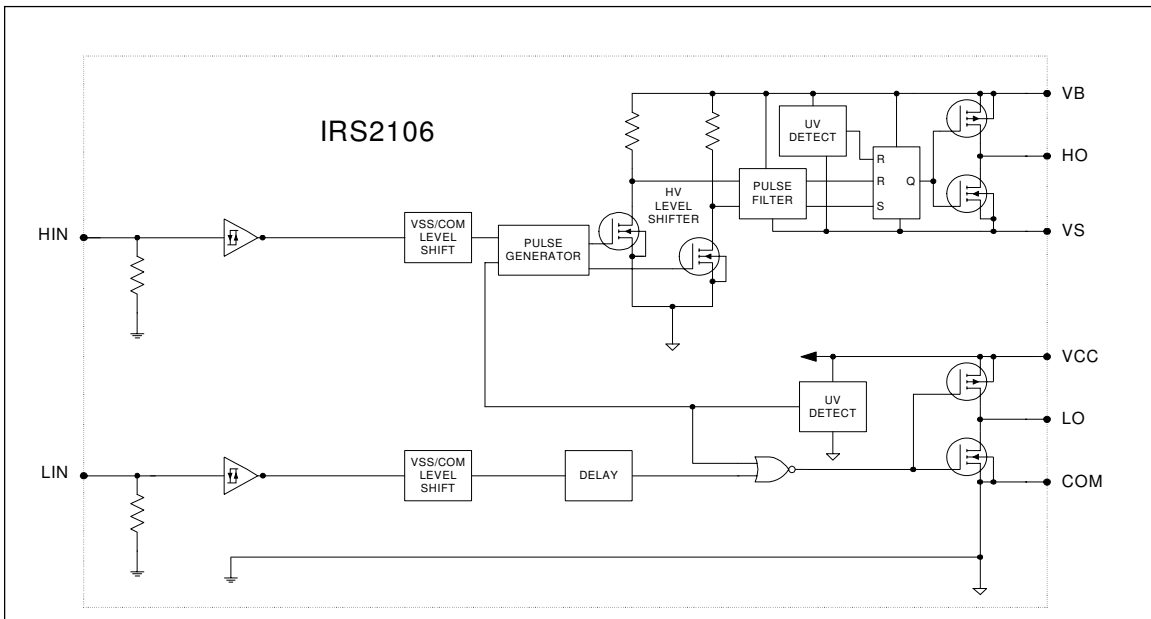 IRS2106
VB
UV
DETECT
R
R
S
Q
HO
HV
LEVEL
SHIFTER
PULSE
FILTER
VS
HIN
VSS/COM
LEVEL
SHIFT
PULSE
GENERATOR
VCC
UV
DETECT
LO
LIN
VSS/COM
LEVEL
SHIFT
DELAY
COM